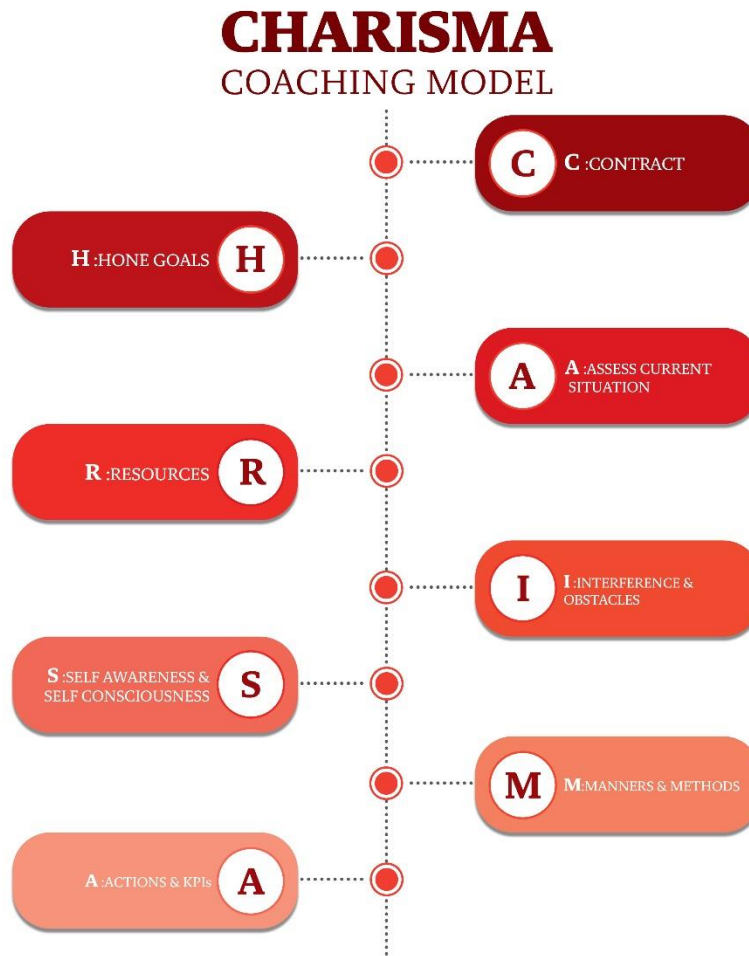 CHARISMA
COACHING MODEL
C
C :CONTRACT
H :HONE GOALS
H
A
A :ASSESS CURRENT
SITUATION
R :RESOURCES
R
I
I :INTERFERENCE &
OBSTACLES
S :SELF AWARENESS &
SELF CONSCIOUSNESS
S
M
M:MANNERS & METHODS
A :ACTIONS & KPIs
A